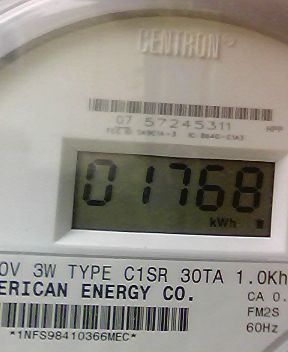 CENTRON®
07 57245311
01768
kWh
0V 3W TYPE C1SR 30TA 1.0Kh
ERICAN ENERGY CO.
CA 0.
FM2S
60Hz
*1NFS98410366MEC*